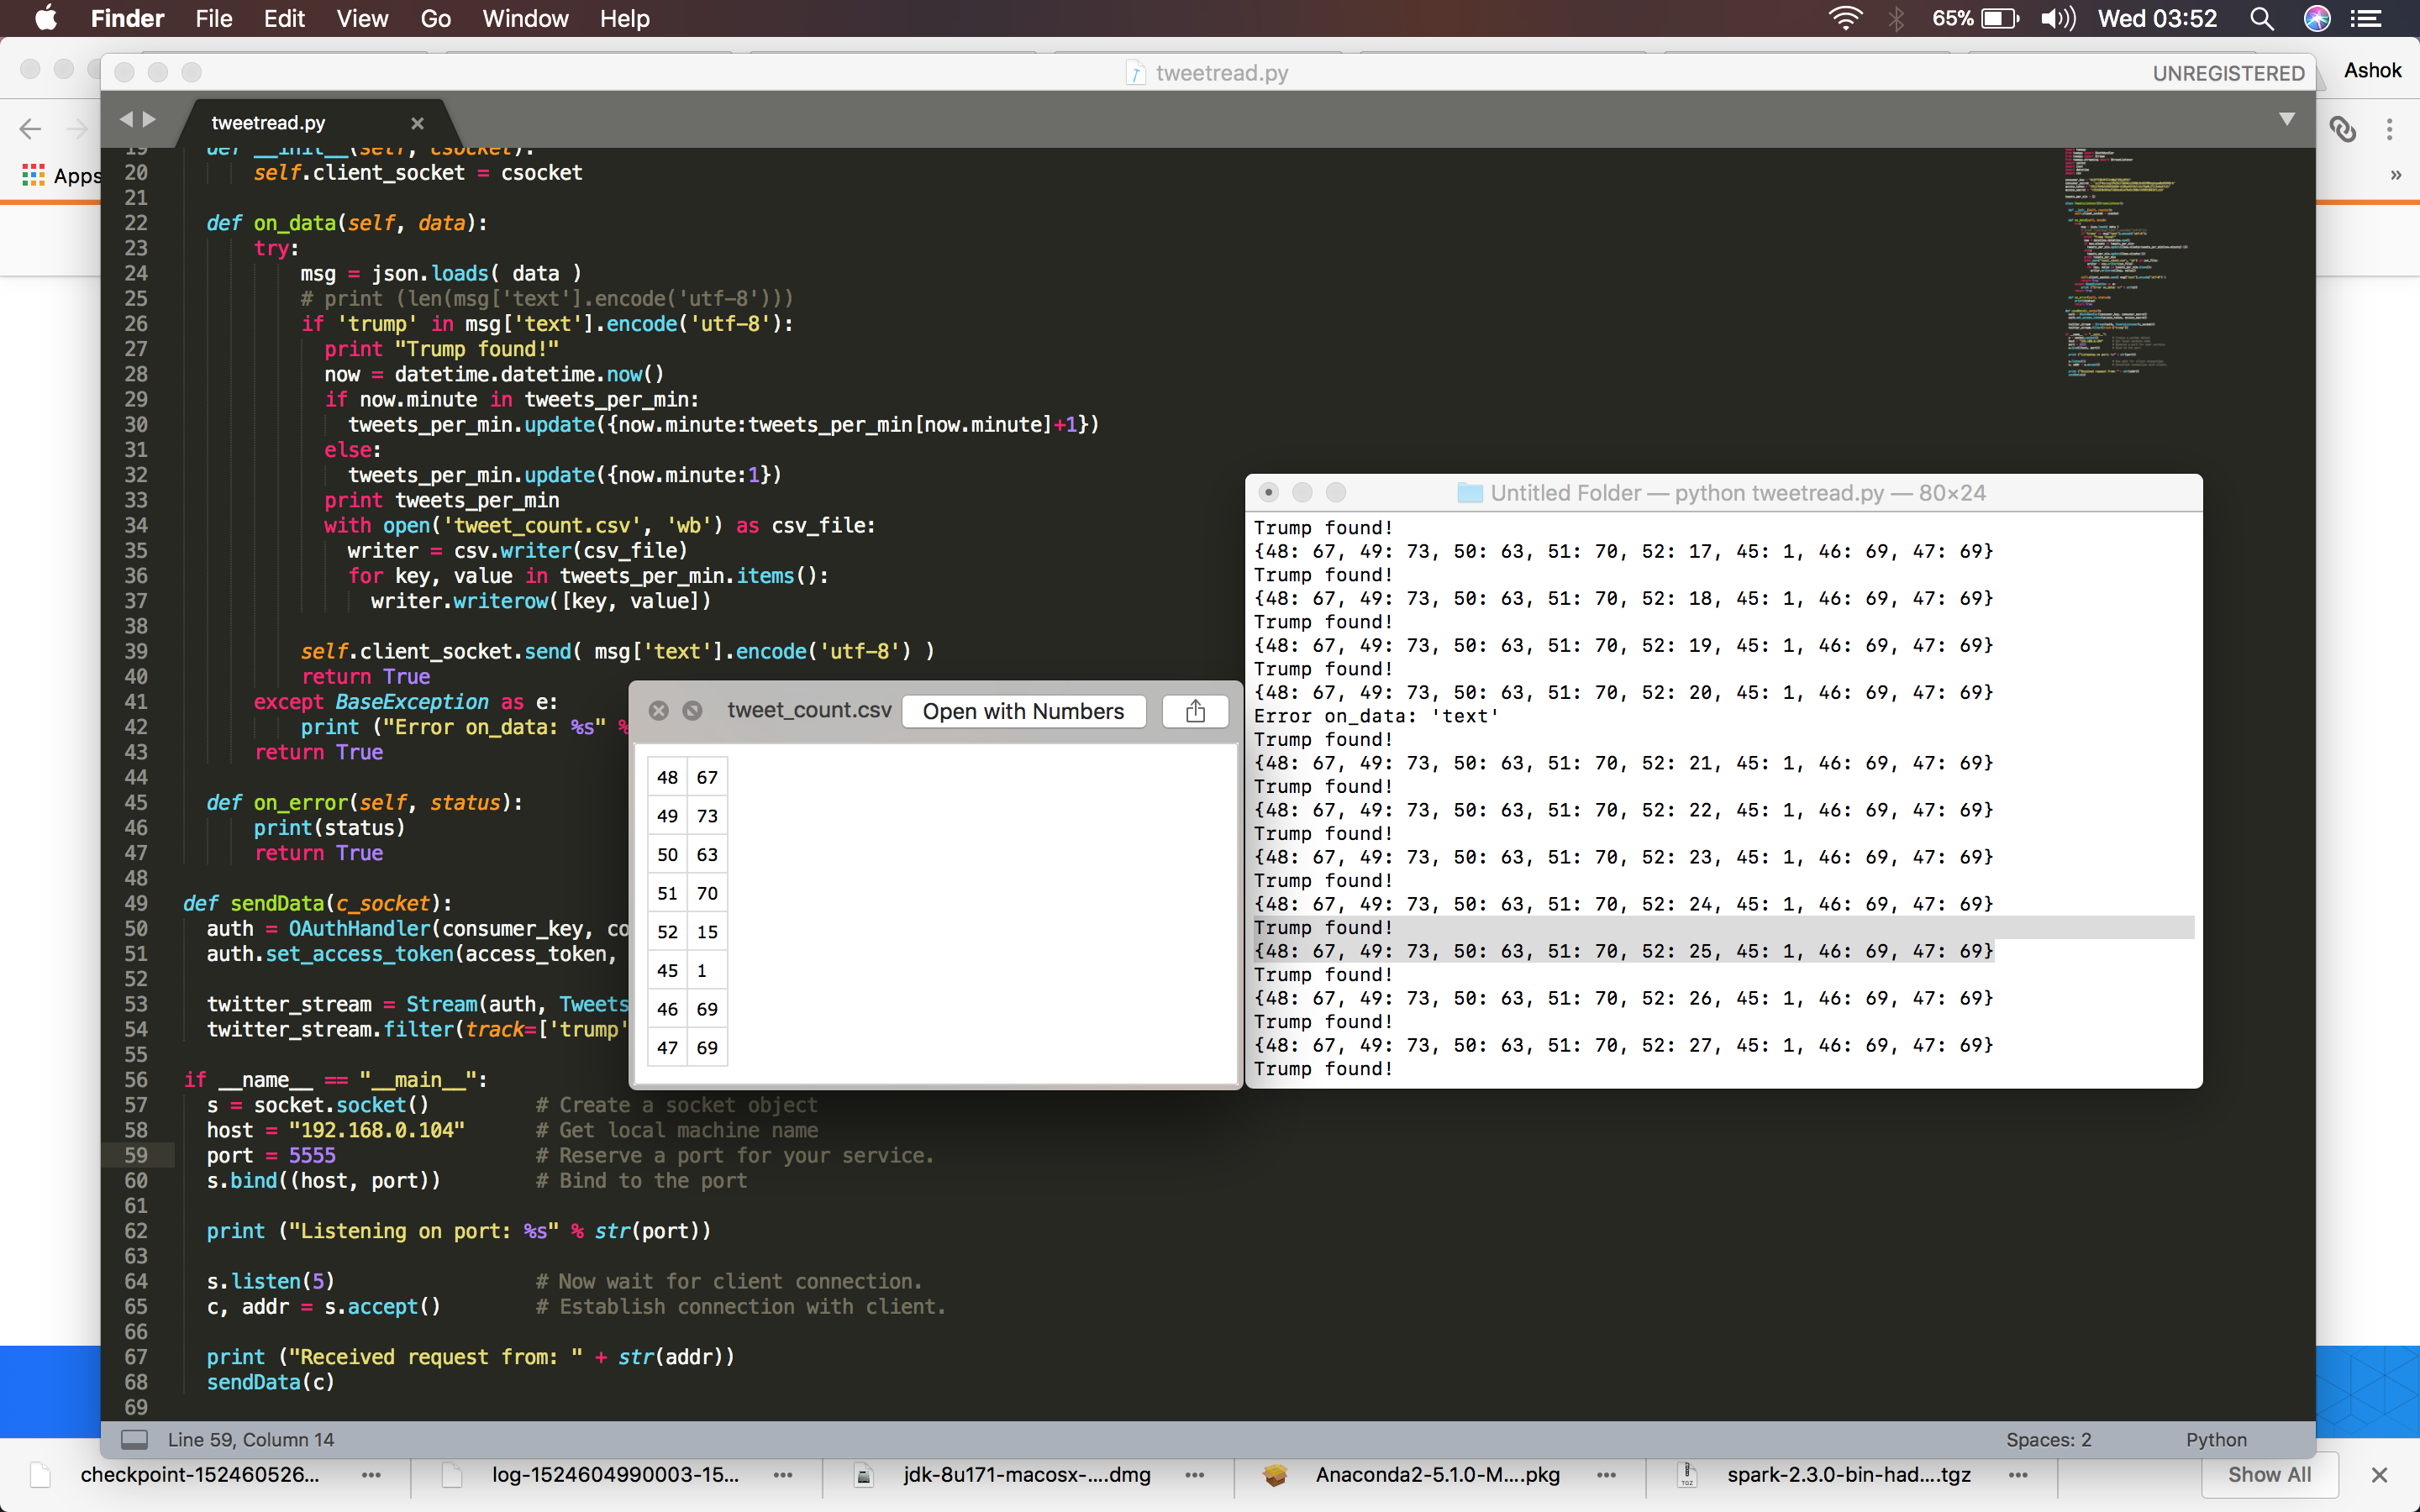 Finder File Edit View Go Window Help 65% Wed 03:52
tweetread.py UNREGISTERED Ashok
tweetread.py
Apps »
19 def __init__(self, csocket):
20 self.client_socket = csocket
21
22 def on_data(self, data):
23 try:
24 msg = json.loads( data )
25 # print (len(msg['text'].encode('utf-8')))
26 if 'trump' in msg['text'].encode('utf-8'):
27 print "Trump found!"
28 now = datetime.datetime.now()
29 if now.minute in tweets_per_min:
30 tweets_per_min.update({now.minute:tweets_per_min[now.minute]+1})
31 else:
32 tweets_per_min.update({now.minute:1})
33 print tweets_per_min
34 with open('tweet_count.csv', 'wb') as csv_file:
35 writer = csv.writer(csv_file)
36 for key, value in tweets_per_min.items():
37 writer.writerow([key, value])
38
39 self.client_socket.send( msg['text'].encode('utf-8') )
40 return True
41 except BaseException as e:
42 print ("Error on_data: %s" %
43 return True
44
45 def on_error(self, status):
46 print(status)
47 return True
48
49 def sendData(c_socket):
50 auth = OAuthHandler(consumer_key, co
51 auth.set_access_token(access_token,
52
53 twitter_stream = Stream(auth, Tweets
54 twitter_stream.filter(track=['trump'
55
56 if __name__ == "__main__":
57 s = socket.socket() # Create a socket object
58 host = "192.168.0.104" # Get local machine name
59 port = 5555 # Reserve a port for your service.
60 s.bind((host, port)) # Bind to the port
61
62 print ("Listening on port: %s" % str(port))
63
64 s.listen(5) # Now wait for client connection.
65 c, addr = s.accept() # Establish connection with client.
66
67 print ("Received request from: " + str(addr))
68 sendData(c)
69
tweet_count.csv Open with Numbers
48 67
49 73
50 63
51 70
52 15
45 1
46 69
47 69
Untitled Folder — python tweetread.py — 80×24
Trump found!
{48: 67, 49: 73, 50: 63, 51: 70, 52: 17, 45: 1, 46: 69, 47: 69}
Trump found!
{48: 67, 49: 73, 50: 63, 51: 70, 52: 18, 45: 1, 46: 69, 47: 69}
Trump found!
{48: 67, 49: 73, 50: 63, 51: 70, 52: 19, 45: 1, 46: 69, 47: 69}
Trump found!
{48: 67, 49: 73, 50: 63, 51: 70, 52: 20, 45: 1, 46: 69, 47: 69}
Error on_data: 'text'
Trump found!
{48: 67, 49: 73, 50: 63, 51: 70, 52: 21, 45: 1, 46: 69, 47: 69}
Trump found!
{48: 67, 49: 73, 50: 63, 51: 70, 52: 22, 45: 1, 46: 69, 47: 69}
Trump found!
{48: 67, 49: 73, 50: 63, 51: 70, 52: 23, 45: 1, 46: 69, 47: 69}
Trump found!
{48: 67, 49: 73, 50: 63, 51: 70, 52: 24, 45: 1, 46: 69, 47: 69}
Trump found!
{48: 67, 49: 73, 50: 63, 51: 70, 52: 25, 45: 1, 46: 69, 47: 69}
Trump found!
{48: 67, 49: 73, 50: 63, 51: 70, 52: 26, 45: 1, 46: 69, 47: 69}
Trump found!
{48: 67, 49: 73, 50: 63, 51: 70, 52: 27, 45: 1, 46: 69, 47: 69}
Trump found!
Line 59, Column 14 Spaces: 2 Python
checkpoint-152460526... log-1524604990003-15... jdk-8u171-macosx-....dmg Anaconda2-5.1.0-M....pkg spark-2.3.0-bin-had....tgz Show All